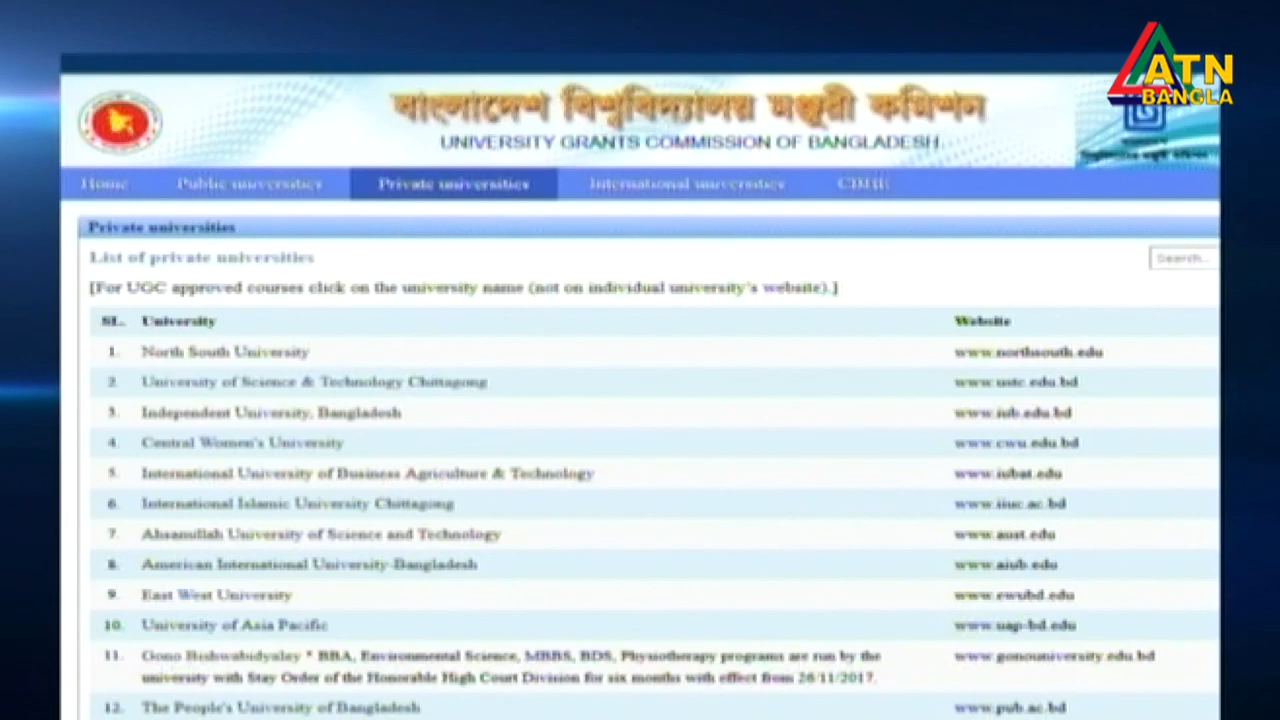 ATN
BANGLA
বাংলাদেশ বিশ্ববিদ্যালয় মঞ্জুরী কমিশন
UNIVERSITY GRANTS COMMISSION OF BANGLADESH
Home Public universities Private universities International universities
Private universities
List of private universities
Search...
[For UGC approved courses click on the university name (not on individual university's website).]
SL. University Website
1. North South University www.northsouth.edu
2. University of Science & Technology Chittagong www.ustc.edu.bd
3. Independent University, Bangladesh www.iub.edu.bd
4. Central Women's University www.cwu.edu.bd
5. International University of Business Agriculture & Technology www.iubat.edu
6. International Islamic University Chittagong www.iiuc.ac.bd
7. Ahsanullah University of Science and Technology www.aust.edu
8. American International University-Bangladesh www.aiub.edu
9. East West University www.ewubd.edu
10. University of Asia Pacific www.uap-bd.edu
11. Gono Bishwabidyalay * BBA, Environmental Science, MBBS, BDS, Physiotherapy programs are run by the www.gonouniversity.edu.bd
university with Stay Order of the Honorable High Court Division for six months with effect from 26/11/2017.
12. The People's University of Bangladesh www.pub.ac.bd